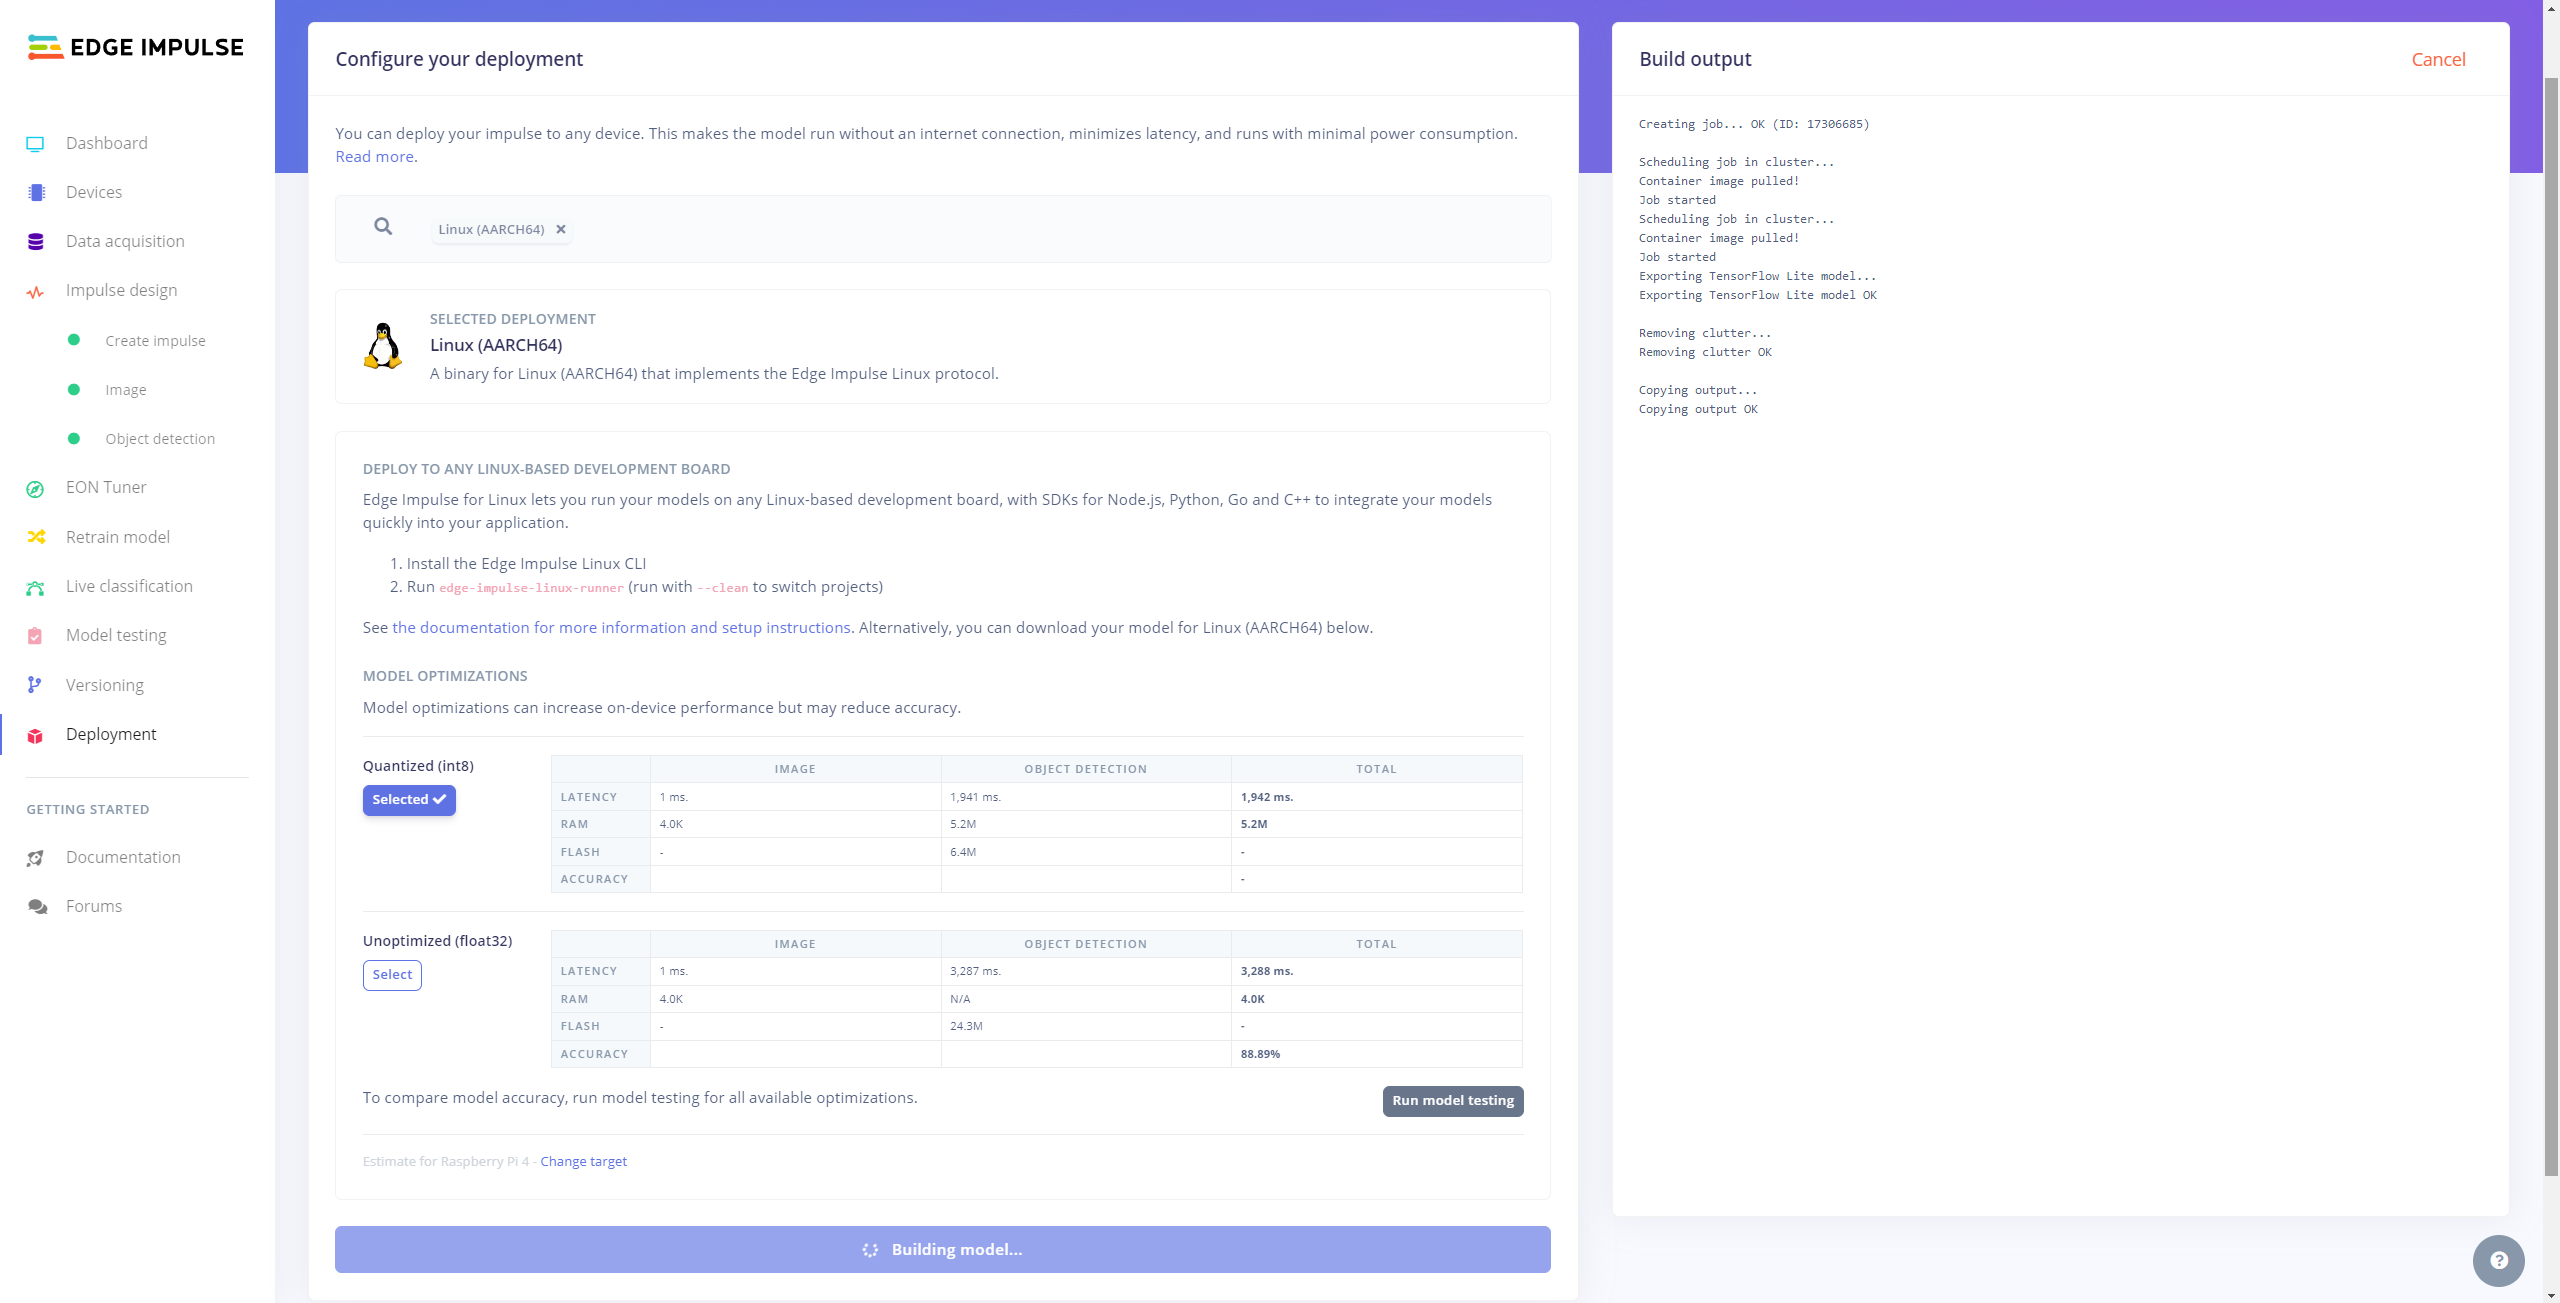 EDGE IMPULSE
Dashboard
Devices
Data acquisition
Impulse design
Create impulse
Image
Object detection
EON Tuner
Retrain model
Live classification
Model testing
Versioning
Deployment
GETTING STARTED
Documentation
Forums
Configure your deployment
You can deploy your impulse to any device. This makes the model run without an internet connection, minimizes latency, and runs with minimal power consumption.
Read more.
Linux (AARCH64) ×
SELECTED DEPLOYMENT
Linux (AARCH64)
A binary for Linux (AARCH64) that implements the Edge Impulse Linux protocol.
DEPLOY TO ANY LINUX-BASED DEVELOPMENT BOARD
Edge Impulse for Linux lets you run your models on any Linux-based development board, with SDKs for Node.js, Python, Go and C++ to integrate your models
quickly into your application.
1. Install the Edge Impulse Linux CLI
2. Run edge-impulse-linux-runner (run with --clean to switch projects)
See the documentation for more information and setup instructions. Alternatively, you can download your model for Linux (AARCH64) below.
MODEL OPTIMIZATIONS
Model optimizations can increase on-device performance but may reduce accuracy.
Quantized (int8)
Selected ✓
IMAGE OBJECT DETECTION TOTAL
LATENCY 1 ms. 1,941 ms. 1,942 ms.
RAM 4.0K 5.2M 5.2M
FLASH - 6.4M -
ACCURACY -
Unoptimized (float32)
Select
IMAGE OBJECT DETECTION TOTAL
LATENCY 1 ms. 3,287 ms. 3,288 ms.
RAM 4.0K N/A 4.0K
FLASH - 24.3M -
ACCURACY 88.89%
To compare model accuracy, run model testing for all available optimizations.
Run model testing
Estimate for Raspberry Pi 4 - Change target
Building model...
Build output
Cancel
Creating job... OK (ID: 17306685)
Scheduling job in cluster...
Container image pulled!
Job started
Scheduling job in cluster...
Container image pulled!
Job started
Exporting TensorFlow Lite model...
Exporting TensorFlow Lite model OK
Removing clutter...
Removing clutter OK
Copying output...
Copying output OK
?